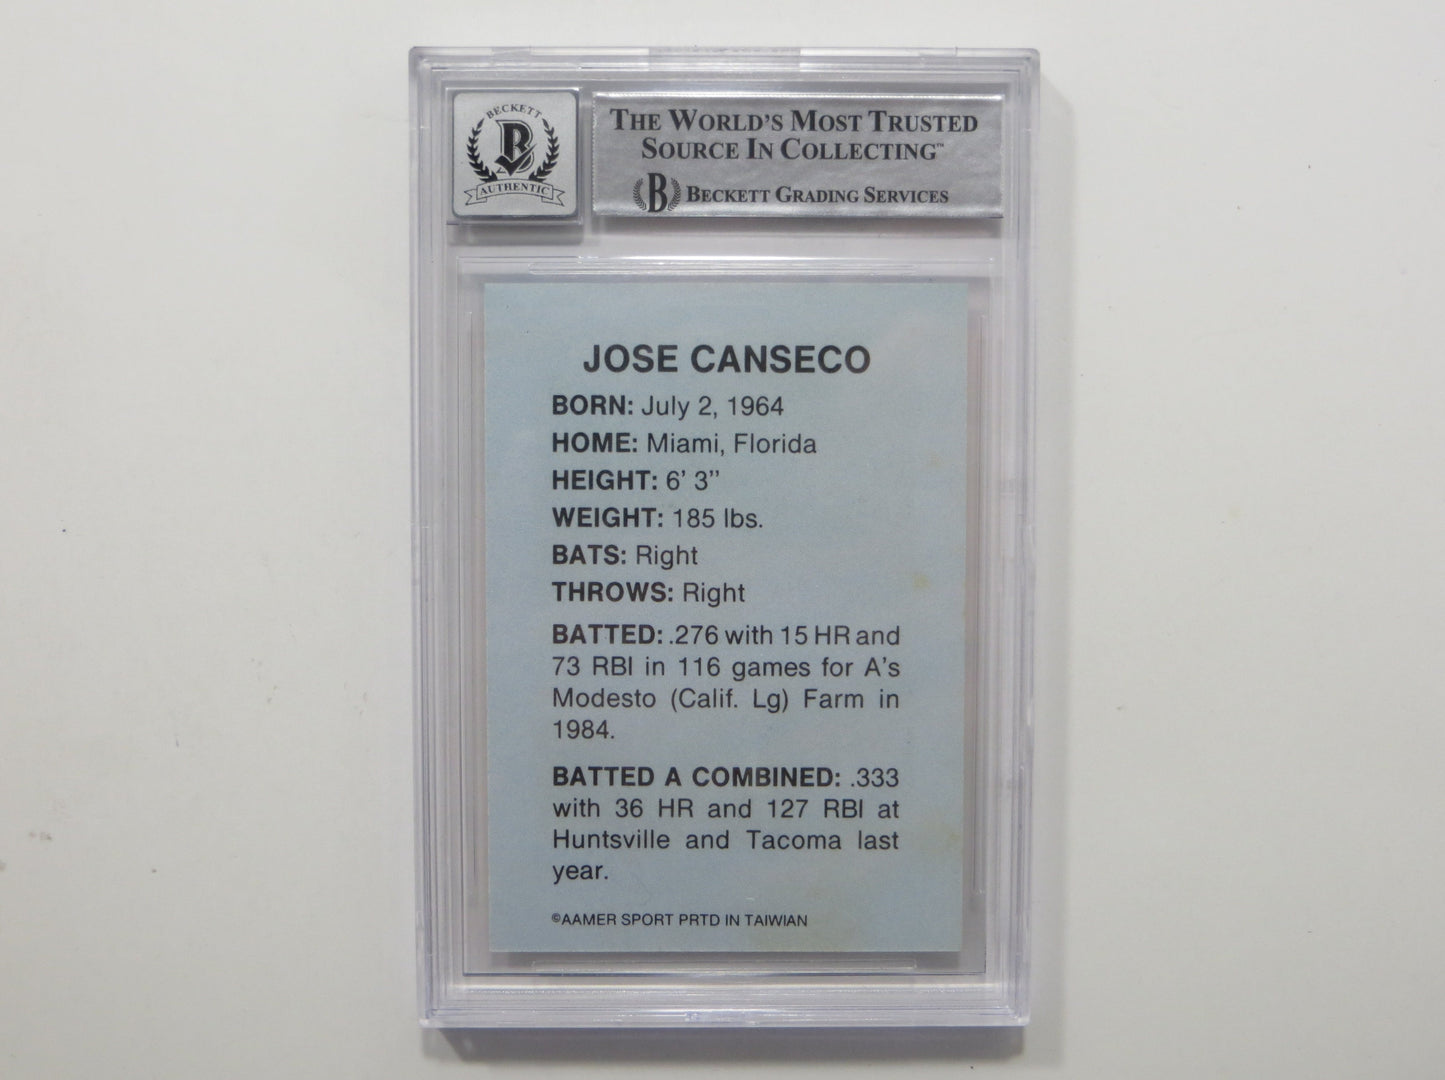 BECKETT
B
AUTHENTIC
THE WORLD'S MOST TRUSTED
SOURCE IN COLLECTING™
B BECKETT GRADING SERVICES
JOSE CANSECO
BORN: July 2, 1964
HOME: Miami, Florida
HEIGHT: 6' 3"
WEIGHT: 185 lbs.
BATS: Right
THROWS: Right
BATTED: .276 with 15 HR and
73 RBI in 116 games for A's
Modesto (Calif. Lg) Farm in
1984.
BATTED A COMBINED: .333
with 36 HR and 127 RBI at
Huntsville and Tacoma last
year.
©AAMER SPORT PRTD IN TAIWIAN